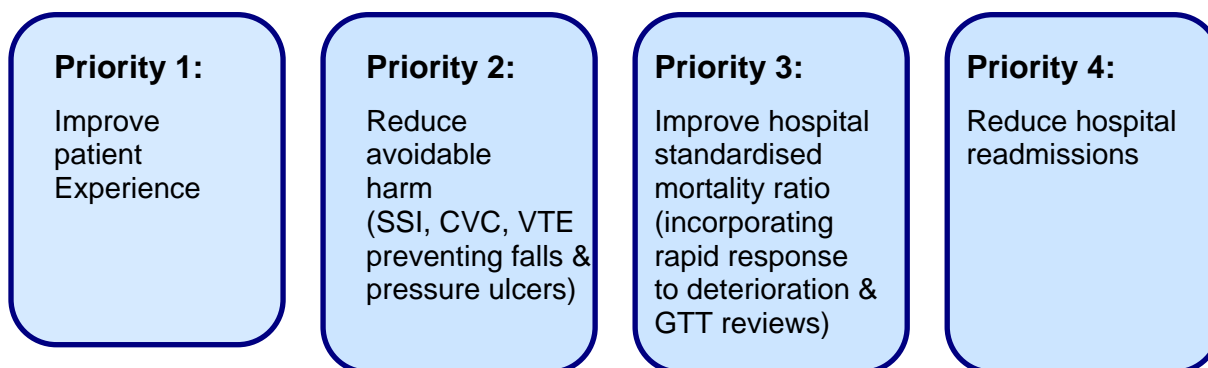 Priority 1:
Improve
patient
Experience
Priority 2:
Reduce
avoidable
harm
(SSI, CVC, VTE
preventing falls &
pressure ulcers)
Priority 3:
Improve hospital
standardised
mortality ratio
(incorporating
rapid response
to deterioration &
GTT reviews)
Priority 4:
Reduce hospital
readmissions